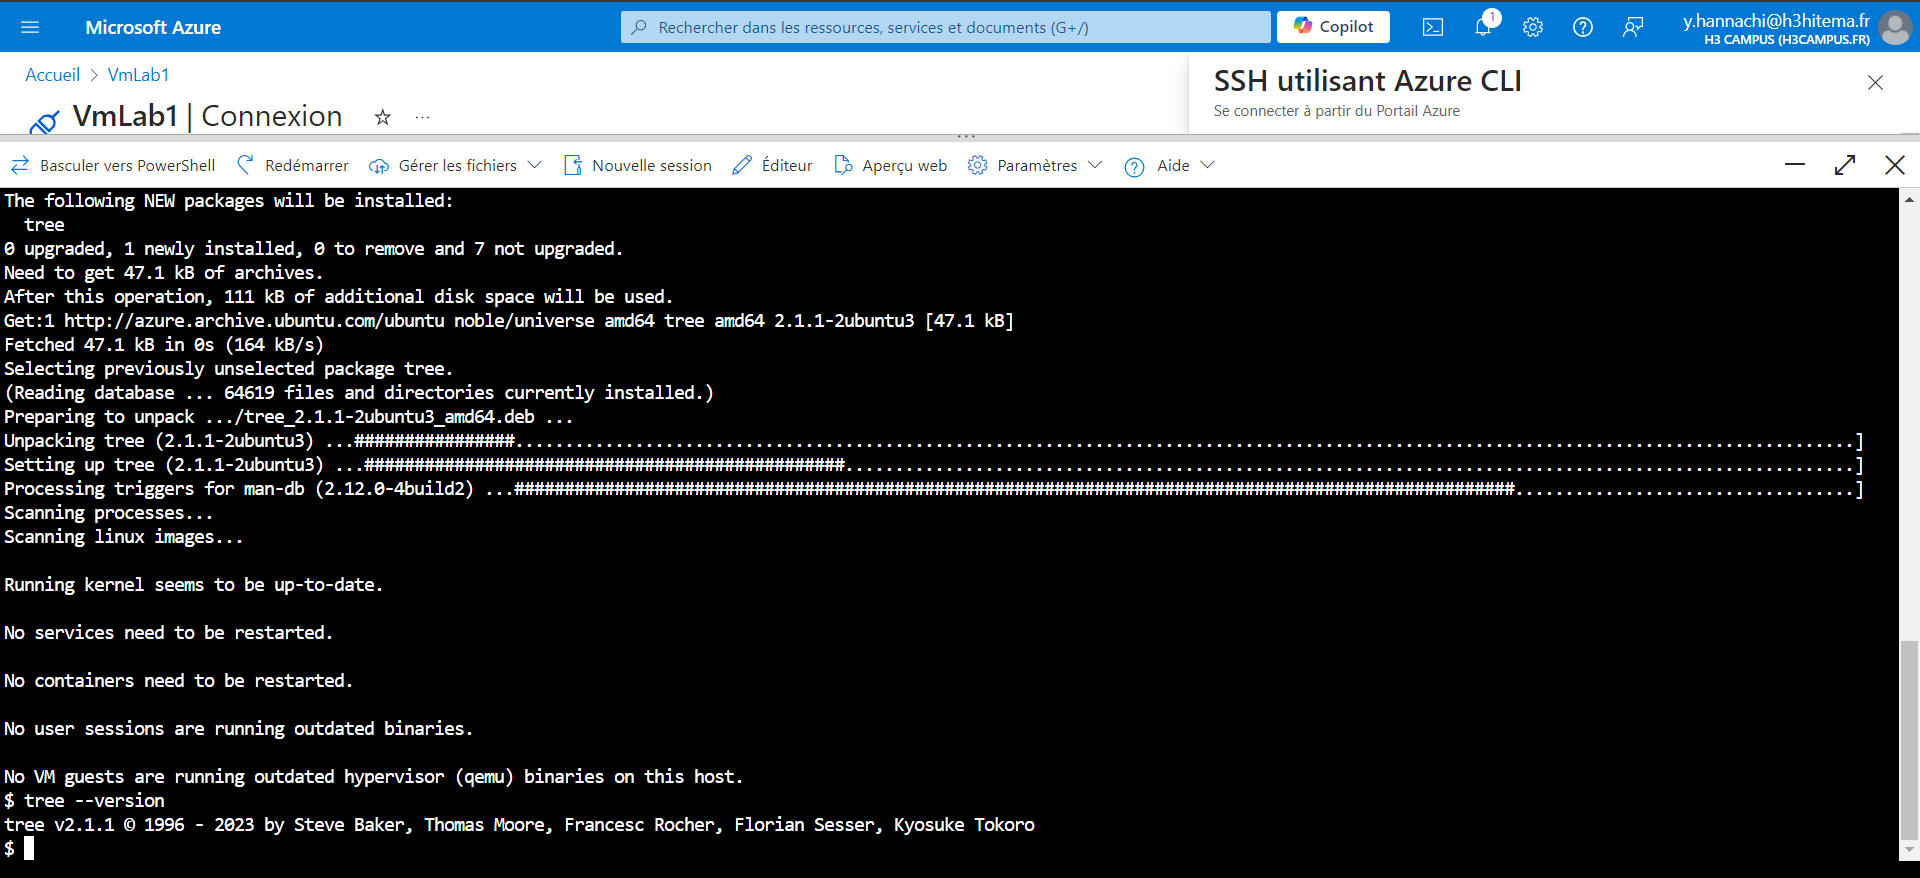 Microsoft Azure
Rechercher dans les ressources, services et documents (G+/)
Copilot
1
y.hannachi@h3hitema.fr
H3 CAMPUS (H3CAMPUS.FR)
Accueil > VmLab1
VmLab1 | Connexion
SSH utilisant Azure CLI
Se connecter à partir du Portail Azure
Basculer vers PowerShell
Redémarrer
Gérer les fichiers
Nouvelle session
Éditeur
Aperçu web
Paramètres
Aide
The following NEW packages will be installed:
  tree
0 upgraded, 1 newly installed, 0 to remove and 7 not upgraded.
Need to get 47.1 kB of archives.
After this operation, 111 kB of additional disk space will be used.
Get:1 http://azure.archive.ubuntu.com/ubuntu noble/universe amd64 tree amd64 2.1.1-2ubuntu3 [47.1 kB]
Fetched 47.1 kB in 0s (164 kB/s)
Selecting previously unselected package tree.
(Reading database ... 64619 files and directories currently installed.)
Preparing to unpack .../tree_2.1.1-2ubuntu3_amd64.deb ...
Unpacking tree (2.1.1-2ubuntu3) ...################......................................................................................................................................]
Setting up tree (2.1.1-2ubuntu3) ...################################################.....................................................................................................]
Processing triggers for man-db (2.12.0-4build2) ...####################################################################################################..................................]
Scanning processes...
Scanning linux images...
Running kernel seems to be up-to-date.
No services need to be restarted.
No containers need to be restarted.
No user sessions are running outdated binaries.
No VM guests are running outdated hypervisor (qemu) binaries on this host.
$ tree --version
tree v2.1.1 © 1996 - 2023 by Steve Baker, Thomas Moore, Francesc Rocher, Florian Sesser, Kyosuke Tokoro
$